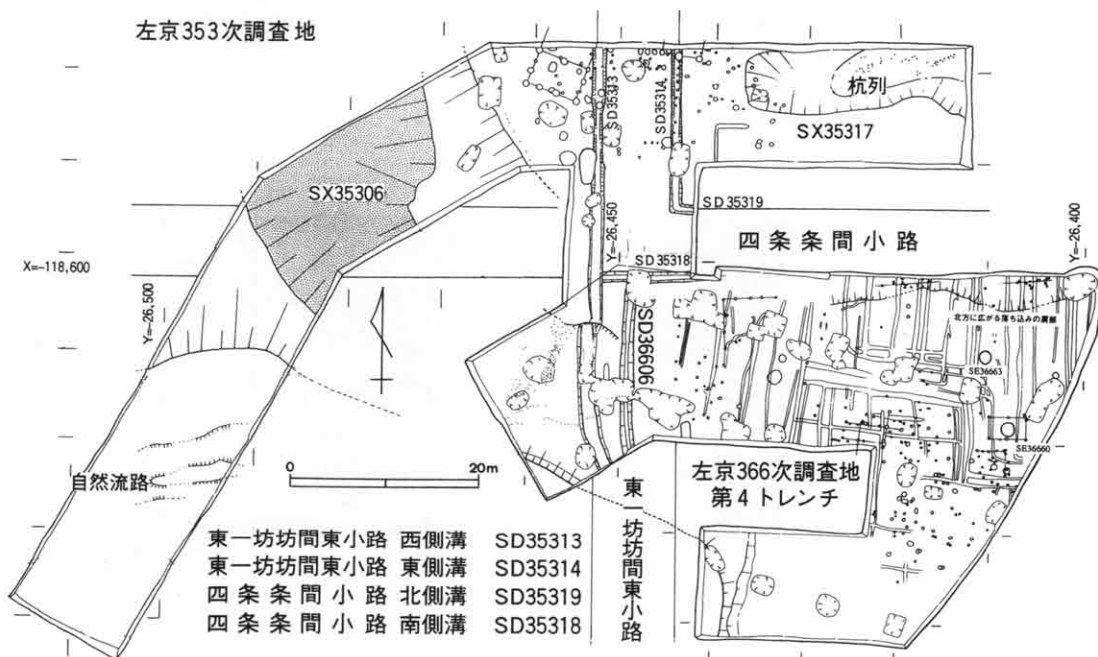 左京353次調査地
SD35313
SD35314
杭列
SX35317
SX35306
SD35319
Y=-26,450
四条条間小路
Y=-26,400
X=-118,600
SD35318
Y=-26,500
SD36606
北方に広がる落ち込みの肩部
SE36663
SE36660
自然流路
0 20m
左京366次調査地
第4トレンチ
東一坊坊間東小路
東一坊坊間東小路 西側溝 SD35313
東一坊坊間東小路 東側溝 SD35314
四条条間小路 北側溝 SD35319
四条条間小路 南側溝 SD35318